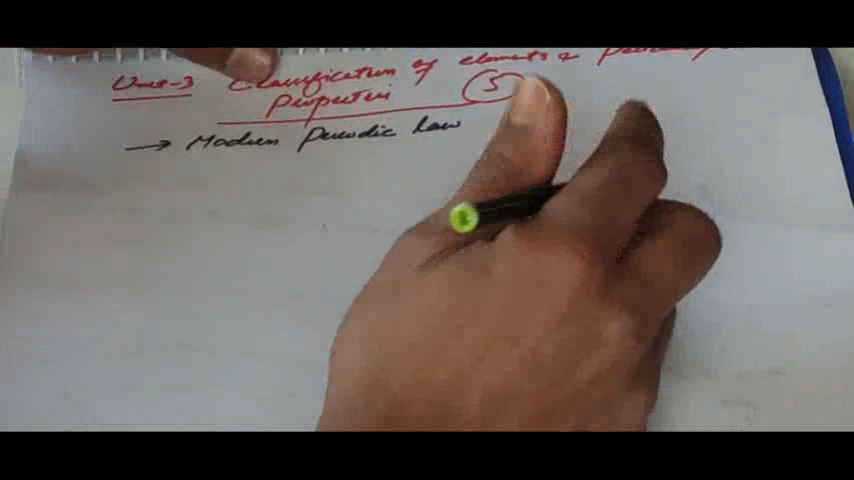 Unit-3 Classification of elements &
Properties 5
→ Modern Periodic Law